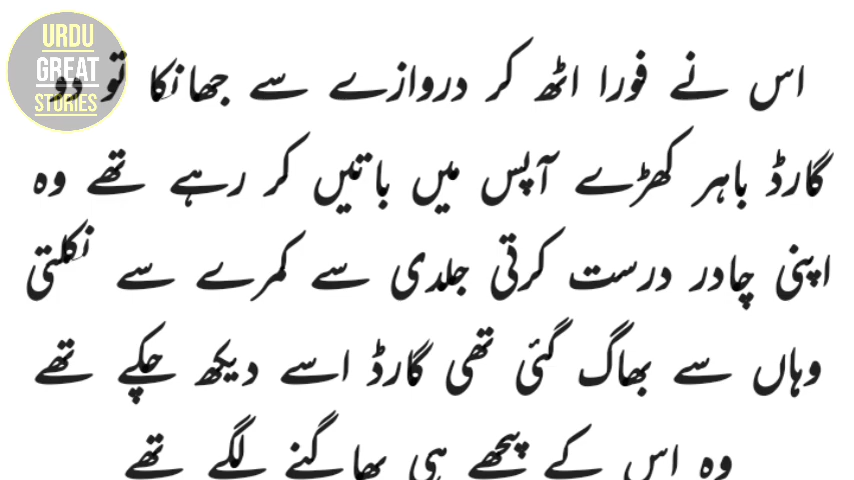 URDU
GREAT
STORIES
اس نے فورا اٹھ کر دروازے سے جھانکا تو دو
گارڈ باہر کھڑے آپس میں باتیں کر رہے تھے وہ
اپنی چادر درست کرتی جلدی سے کمرے سے نکلتی
وہاں سے بھاگ گئی تھی گارڈ اسے دیکھ چکے تھے
وہ اس کے پیچھے ہی بھاگنے لگے تھے